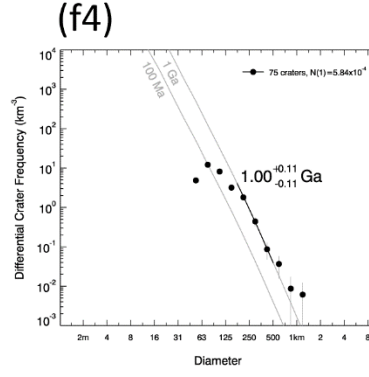 (f4)
10⁴
10³
10²
10¹
10⁰
10⁻¹
10⁻²
10⁻³
Differential Crater Frequency (km⁻³)
100 Ma
1 Ga
75 craters, N(1)=5.84x10⁻⁴
1.00 +0.11 -0.11 Ga
2m 4 8 16 31 63 125 250 500 1km 2 4 8
Diameter